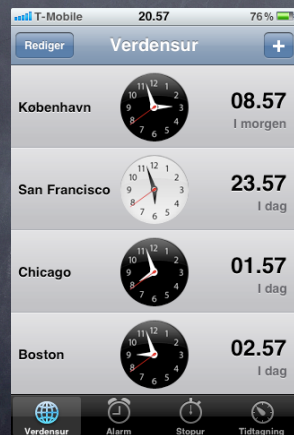 T-Mobile 20.57 76 %
Rediger Verdensur +
København 08.57
I morgen
San Francisco 23.57
I dag
Chicago 01.57
I dag
Boston 02.57
I dag
Verdensur Alarm Stopur Tidtagning